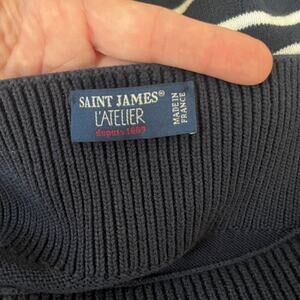 SAINT JAMES®
L'ATELIER
depuis 1889
MADE IN
FRANCE